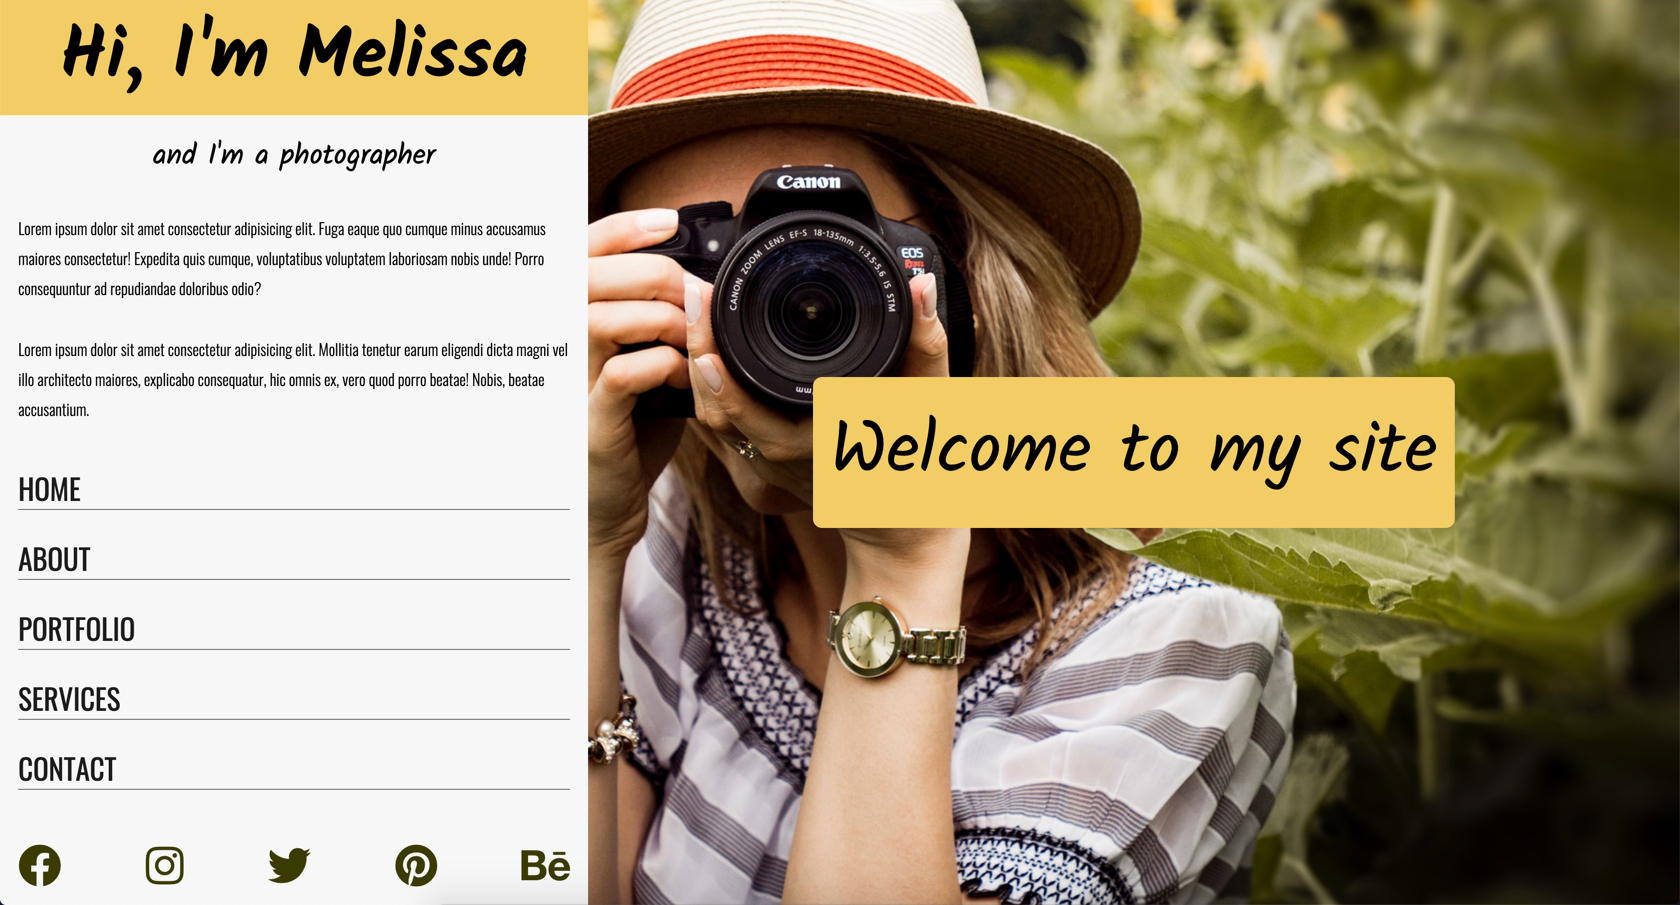 Hi, I'm Melissa
and I'm a photographer
Lorem ipsum dolor sit amet consectetur adipisicing elit. Fuga eaque quo cumque minus accusamus
maiores consectetur! Expedita quis cumque, voluptatibus voluptatem laboriosam nobis unde! Porro
consequuntur ad repudiandae doloribus odio?
Lorem ipsum dolor sit amet consectetur adipisicing elit. Mollitia tenetur earum eligendi dicta magni vel
illo architecto maiores, explicabo consequatur, hic omnis ex, vero quod porro beatae! Nobis, beatae
accusantium.
HOME
ABOUT
PORTFOLIO
SERVICES
CONTACT
Bē
Canon
CANON ZOOM LENS EF-S 18-135mm 1:3.5-5.6 IS STM
EOS
REBEL
T5i
Welcome to my site